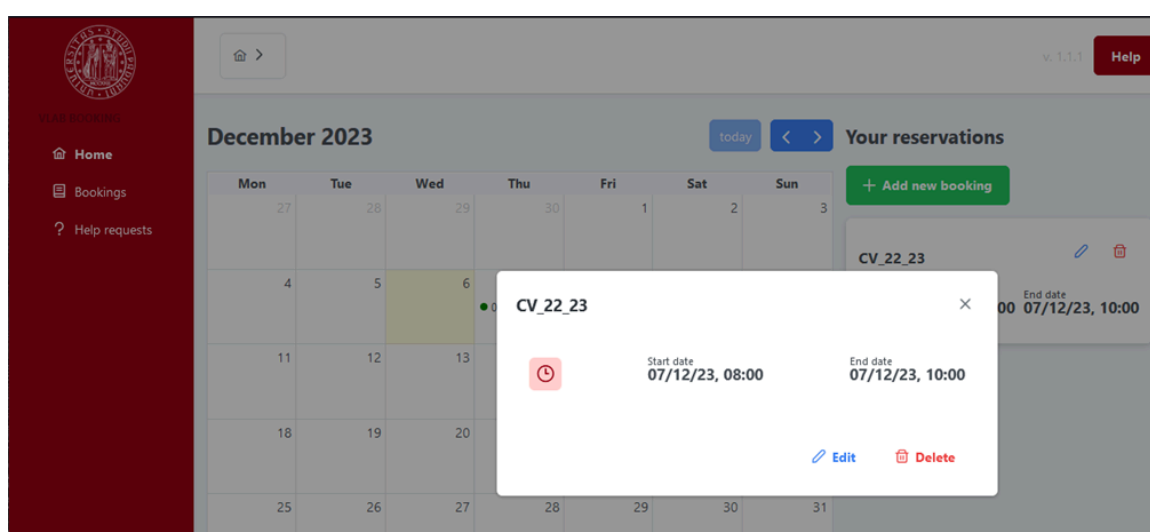 v. 1.1.1 Help
VLAB BOOKING
Home
Bookings
Help requests
December 2023
today
Your reservations
+ Add new booking
Mon Tue Wed Thu Fri Sat Sun
27 28 29 30 1 2 3
4 5 6
11 12 13
18 19 20
25 26 27 28 29 30 31
CV_22_23
End date
00 07/12/23, 10:00
CV_22_23
Start date End date
07/12/23, 08:00 07/12/23, 10:00
Edit Delete